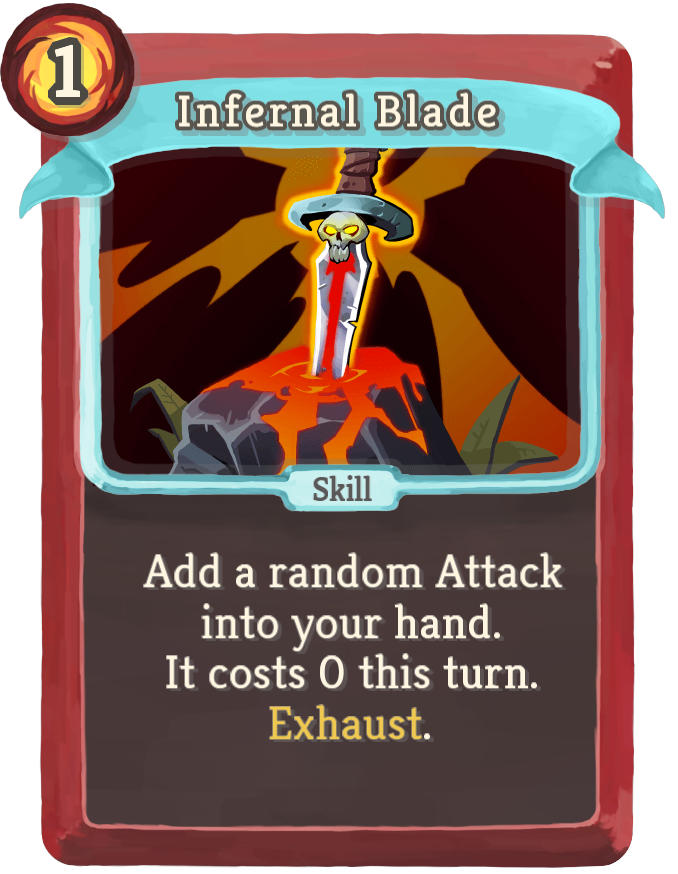 1
Infernal Blade
Skill
Add a random Attack
into your hand.
It costs 0 this turn.
Exhaust.